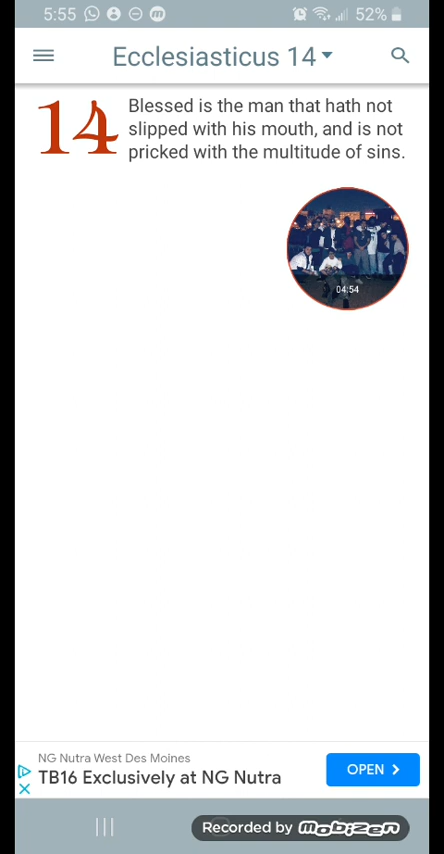 5:55
52%
Ecclesiasticus 14
14
Blessed is the man that hath not
slipped with his mouth, and is not
pricked with the multitude of sins.
04:54
NG Nutra West Des Moines
TB16 Exclusively at NG Nutra
OPEN
Recorded by mobizen